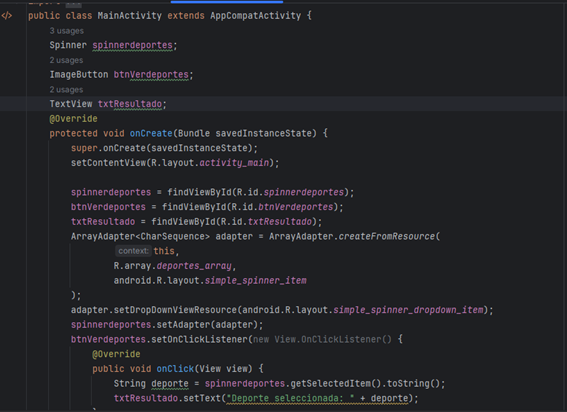 public class MainActivity extends AppCompatActivity {
3 usages
Spinner spinnerdeportes;
2 usages
ImageButton btnVerdeportes;
2 usages
TextView txtResultado;
@Override
protected void onCreate(Bundle savedInstanceState) {
super.onCreate(savedInstanceState);
setContentView(R.layout.activity_main);
spinnerdeportes = findViewById(R.id.spinnerdeportes);
btnVerdeportes = findViewById(R.id.btnVerdeportes);
txtResultado = findViewById(R.id.txtResultado);
ArrayAdapter<CharSequence> adapter = ArrayAdapter.createFromResource(
context: this,
R.array.deportes_array,
android.R.layout.simple_spinner_item
);
adapter.setDropDownViewResource(android.R.layout.simple_spinner_dropdown_item);
spinnerdeportes.setAdapter(adapter);
btnVerdeportes.setOnClickListener(new View.OnClickListener() {
@Override
public void onClick(View view) {
String deporte = spinnerdeportes.getSelectedItem().toString();
txtResultado.setText("Deporte seleccionada: " + deporte);